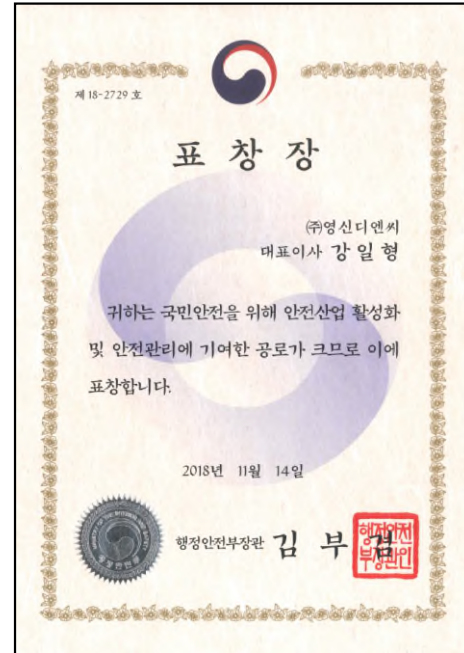 제 18-2729 호
표 창 장
㈜영신디엔씨
대표이사 강 일 형
귀하는 국민안전을 위해 안전산업 활성화
및 안전관리에 기여한 공로가 크므로 이에
표창합니다.
2018년 11월 14일
행정안전부장관 김 부 겸
행정안전
부장관인